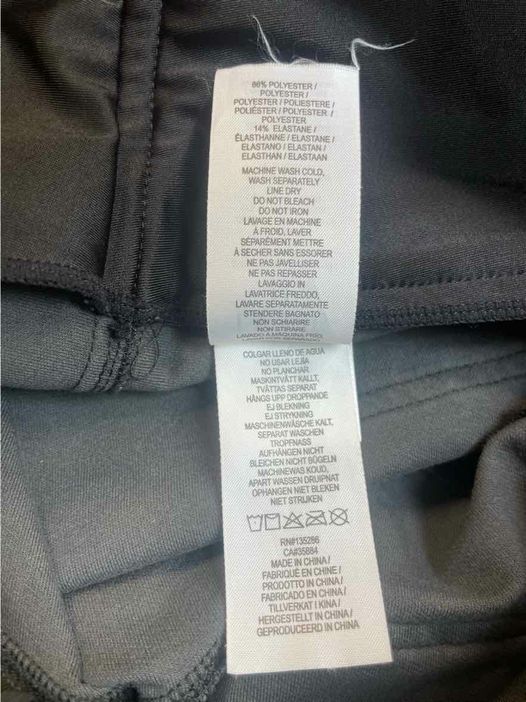 86% POLYESTER /
POLYESTER /
POLYESTER / POLIESTERE /
POLIÉSTER / POLYESTER /
POLYESTER
14% ELASTANE /
ÉLASTHANNE / ELASTANE /
ELASTANO / ELASTAN /
ELASTHAN / ELASTAAN
MACHINE WASH COLD,
WASH SEPARATELY
LINE DRY
DO NOT BLEACH
DO NOT IRON
LAVAGE EN MACHINE
À FROID, LAVER
SÉPARÉMENT METTRE
À SECHER SANS ESSORER
NE PAS JAVELLISER
NE PAS REPASSER
LAVAGGIO IN
LAVATRICE FREDDO,
LAVARE SEPARATAMENTE
STENDERE BAGNATO
NON SCHIARIRE
NON STIRARE
LAVADO A MÁQUINA FRIO,
COLGAR LLENO DE AGUA
NO USAR LEJÍA
NO PLANCHAR
MASKINTVÄTT KALLT,
TVÄTTAS SEPARAT
HÄNGS UPP DROPPANDE
EJ BLEKNING
EJ STRYKNING
MASCHINENWÄSCHE KALT,
SEPARAT WASCHEN
TROPFNASS
AUFHÄNGEN NICHT
BLEICHEN NICHT BÜGELN
MACHINEWAS KOUD,
APART WASSEN DRUIPNAT
OPHANGEN NIET BLEKEN
NIET STRIJKEN
RN#135286
CA#35884
MADE IN CHINA /
FABRIQUÉ EN CHINE /
PRODOTTO IN CHINA /
FABRICADO EN CHINA /
TILLVERKAT I KINA /
HERGESTELLT IN CHINA /
GEPRODUCEERD IN CHINA